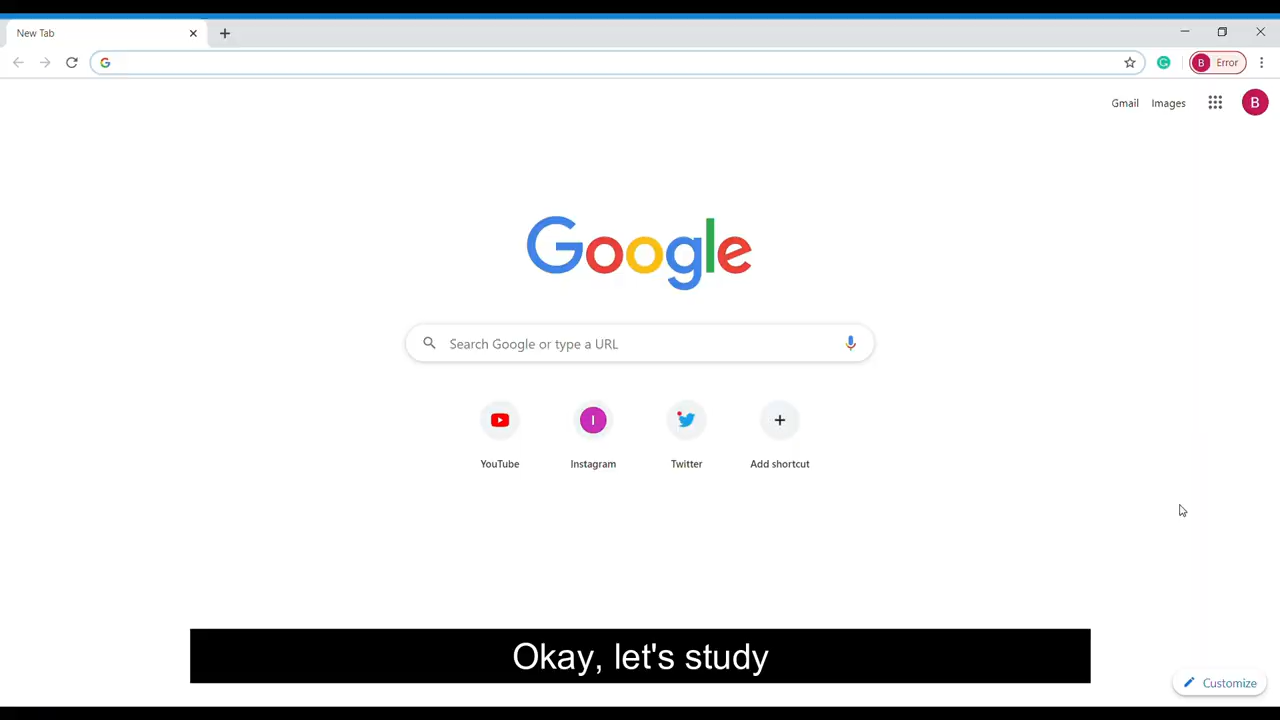 New Tab
B Error
Gmail Images B
Google
Search Google or type a URL
I
YouTube Instagram Twitter Add shortcut
Okay, let's study
Customize